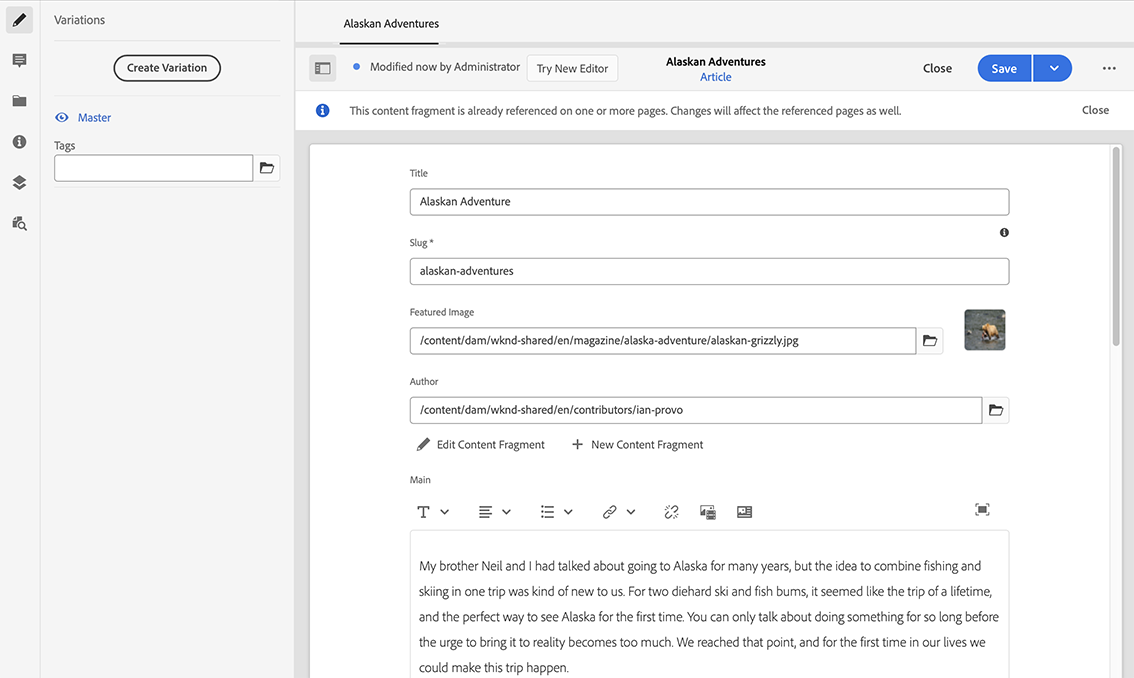 Variations
Create Variation
Master
Tags
Alaskan Adventures
Modified now by Administrator
Try New Editor
Alaskan Adventures
Article
Close
Save
This content fragment is already referenced on one or more pages. Changes will affect the referenced pages as well.
Close
Title
Alaskan Adventure
Slug *
alaskan-adventures
Featured Image
/content/dam/wknd-shared/en/magazine/alaska-adventure/alaskan-grizzly.jpg
Author
/content/dam/wknd-shared/en/contributors/ian-provo
Edit Content Fragment
New Content Fragment
Main
My brother Neil and I had talked about going to Alaska for many years, but the idea to combine fishing and
skiing in one trip was kind of new to us. For two diehard ski and fish bums, it seemed like the trip of a lifetime,
and the perfect way to see Alaska for the first time. You can only talk about doing something for so long before
the urge to bring it to reality becomes too much. We reached that point, and for the first time in our lives we
could make this trip happen.